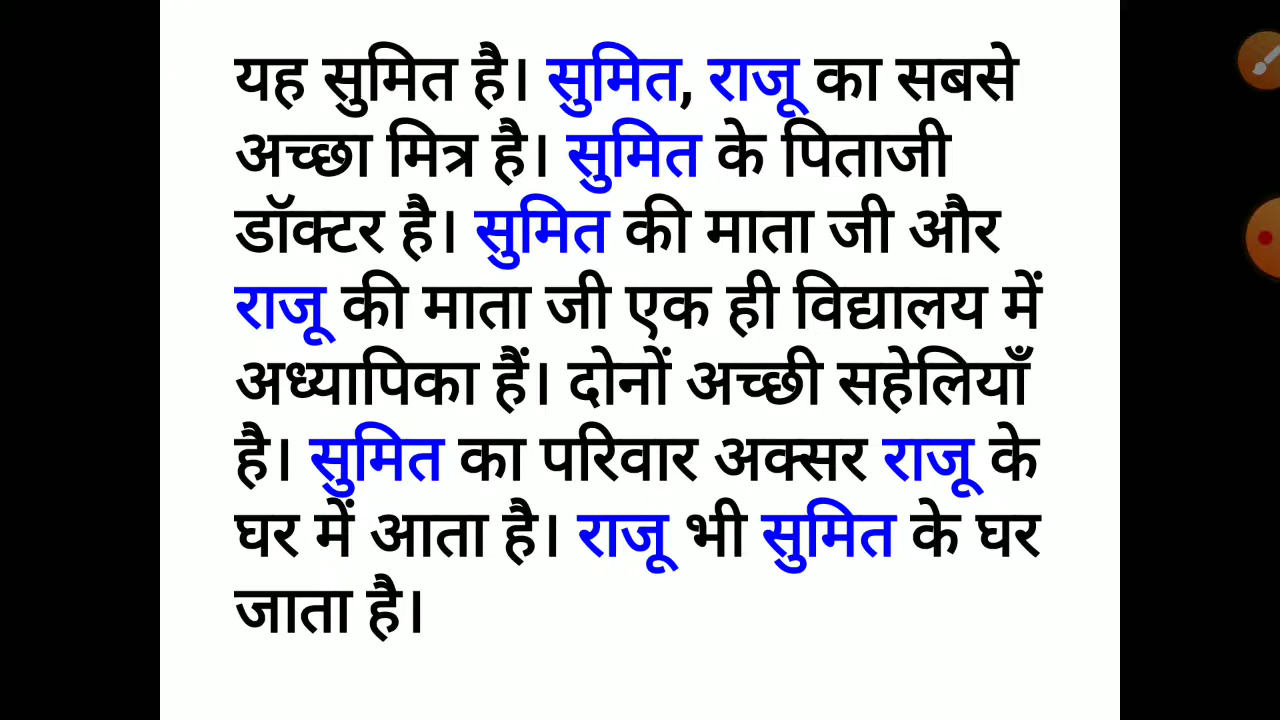 यह सुमित है। सुमित, राजू का सबसे
अच्छा मित्र है। सुमित के पिताजी
डॉक्टर है। सुमित की माता जी और
राजू की माता जी एक ही विद्यालय में
अध्यापिका हैं। दोनों अच्छी सहेलियाँ
है। सुमित का परिवार अक्सर राजू के
घर में आता है। राजू भी सुमित के घर
जाता है।